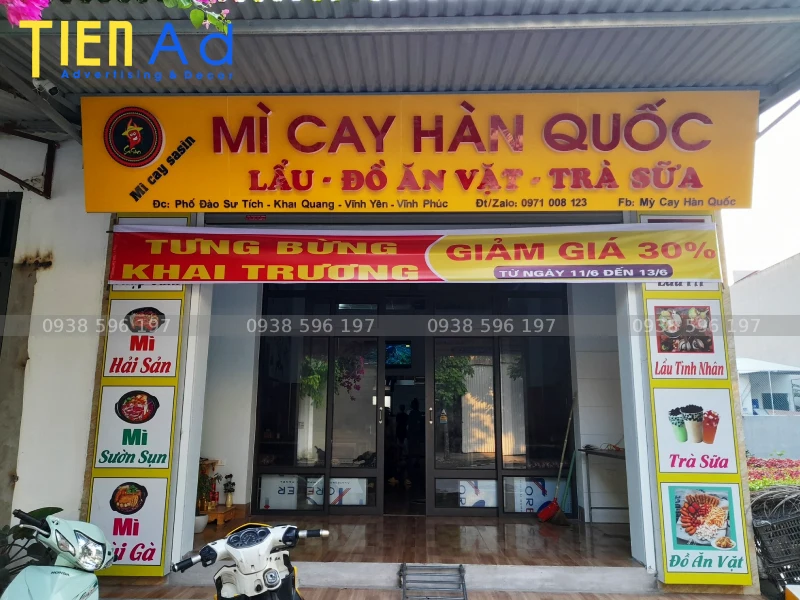 TIEN Ad
Advertising & Decor
Mì cay sasin
MÌ CAY HÀN QUỐC
LẨU - ĐỒ ĂN VẶT - TRÀ SỮA
Đc: Phố Đào Sư Tích - Khai Quang - Vĩnh Yên - Vĩnh Phúc Đt/Zalo: 0971 008 123 Fb: Mỳ Cay Hàn Quốc
TƯNG BỪNG
KHAI TRƯƠNG
GIẢM GIÁ 30%
TỪ NGÀY 11/6 ĐẾN 13/6
0938 596 197 0938 596 197 0938 596 197 0938 596 197
Mì
Hải Sản
Mì
Sườn Sụn
Mì
Gà
Lẩu Tình Nhân
Trà Sữa
Đồ Ăn Vặt